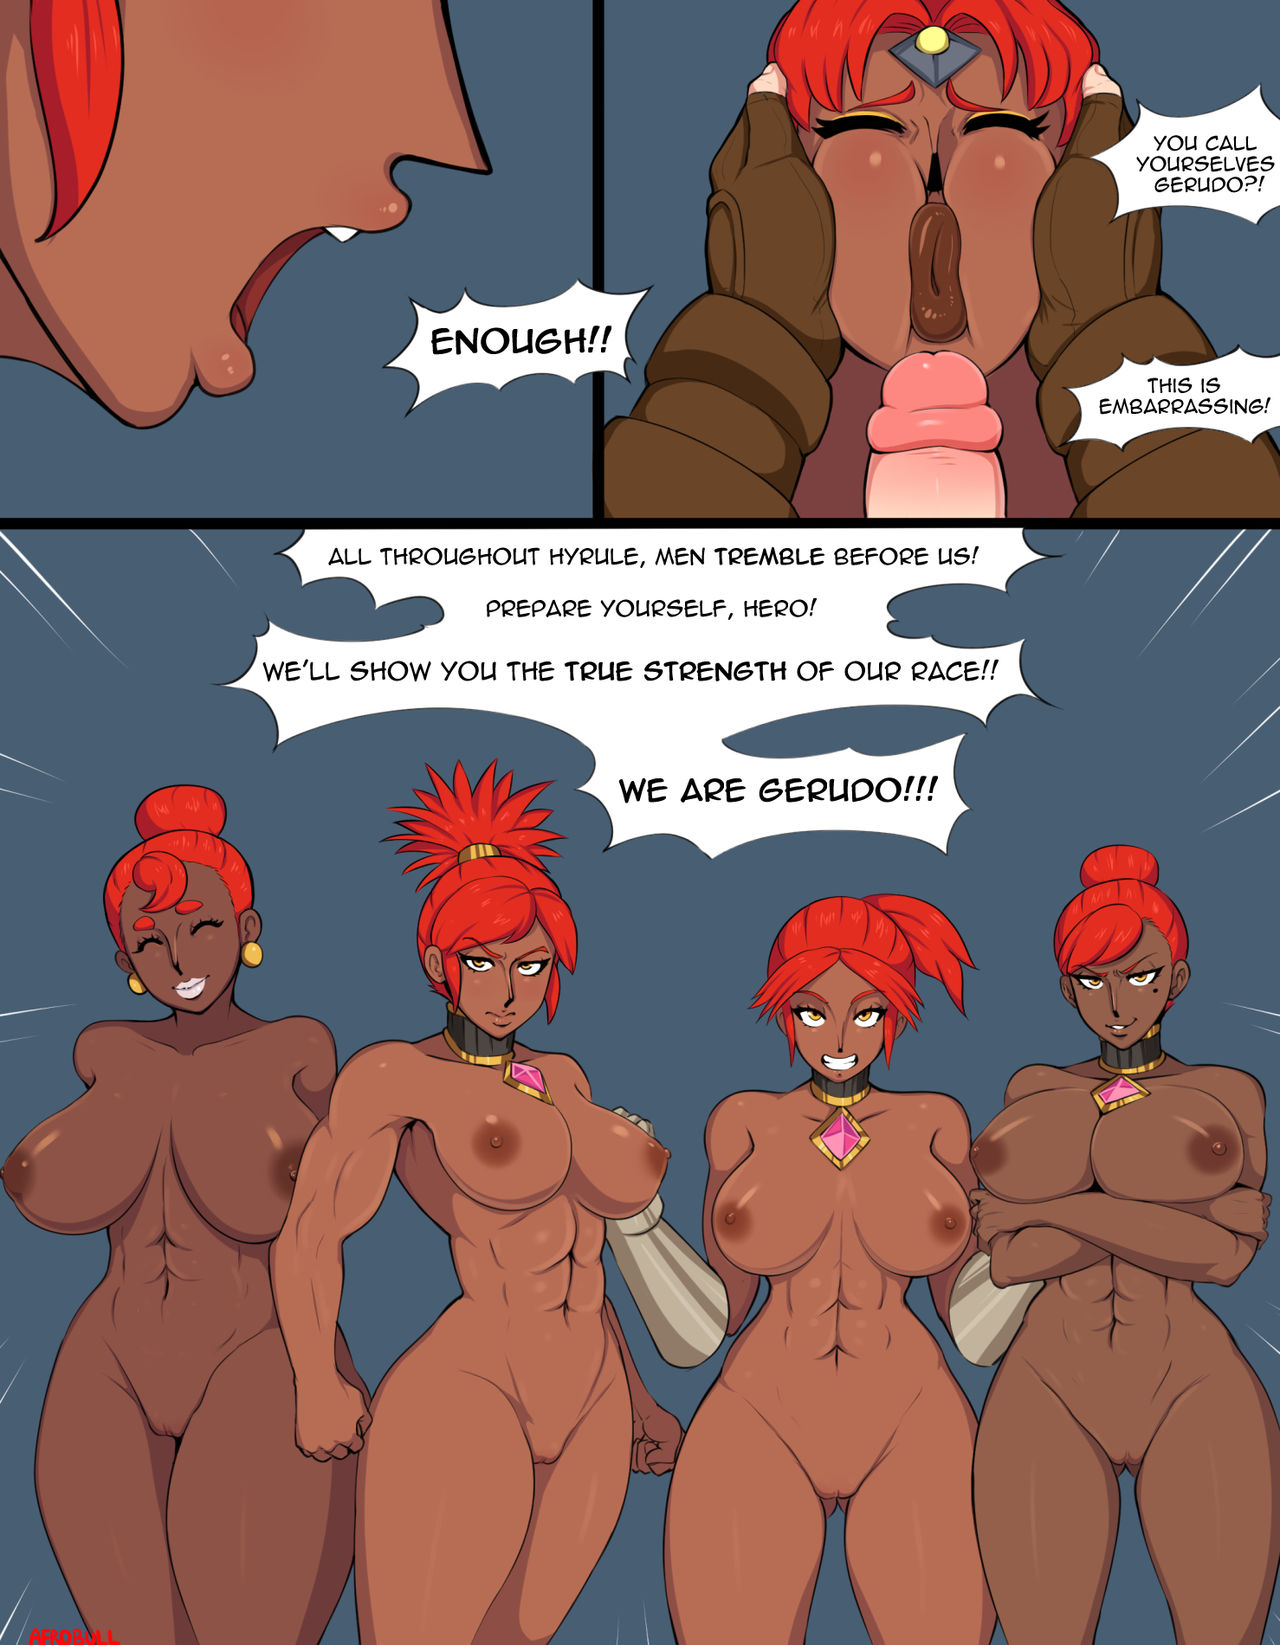 ENOUGH!!
YOU CALL
YOURSELVES
GERUDO?!
THIS IS
EMBARRASSING!
ALL THROUGHOUT HYRULE, MEN TREMBLE BEFORE US!
PREPARE YOURSELF, HERO!
WE'LL SHOW YOU THE TRUE STRENGTH OF OUR RACE!!
WE ARE GERUDO!!!
AFROBULL